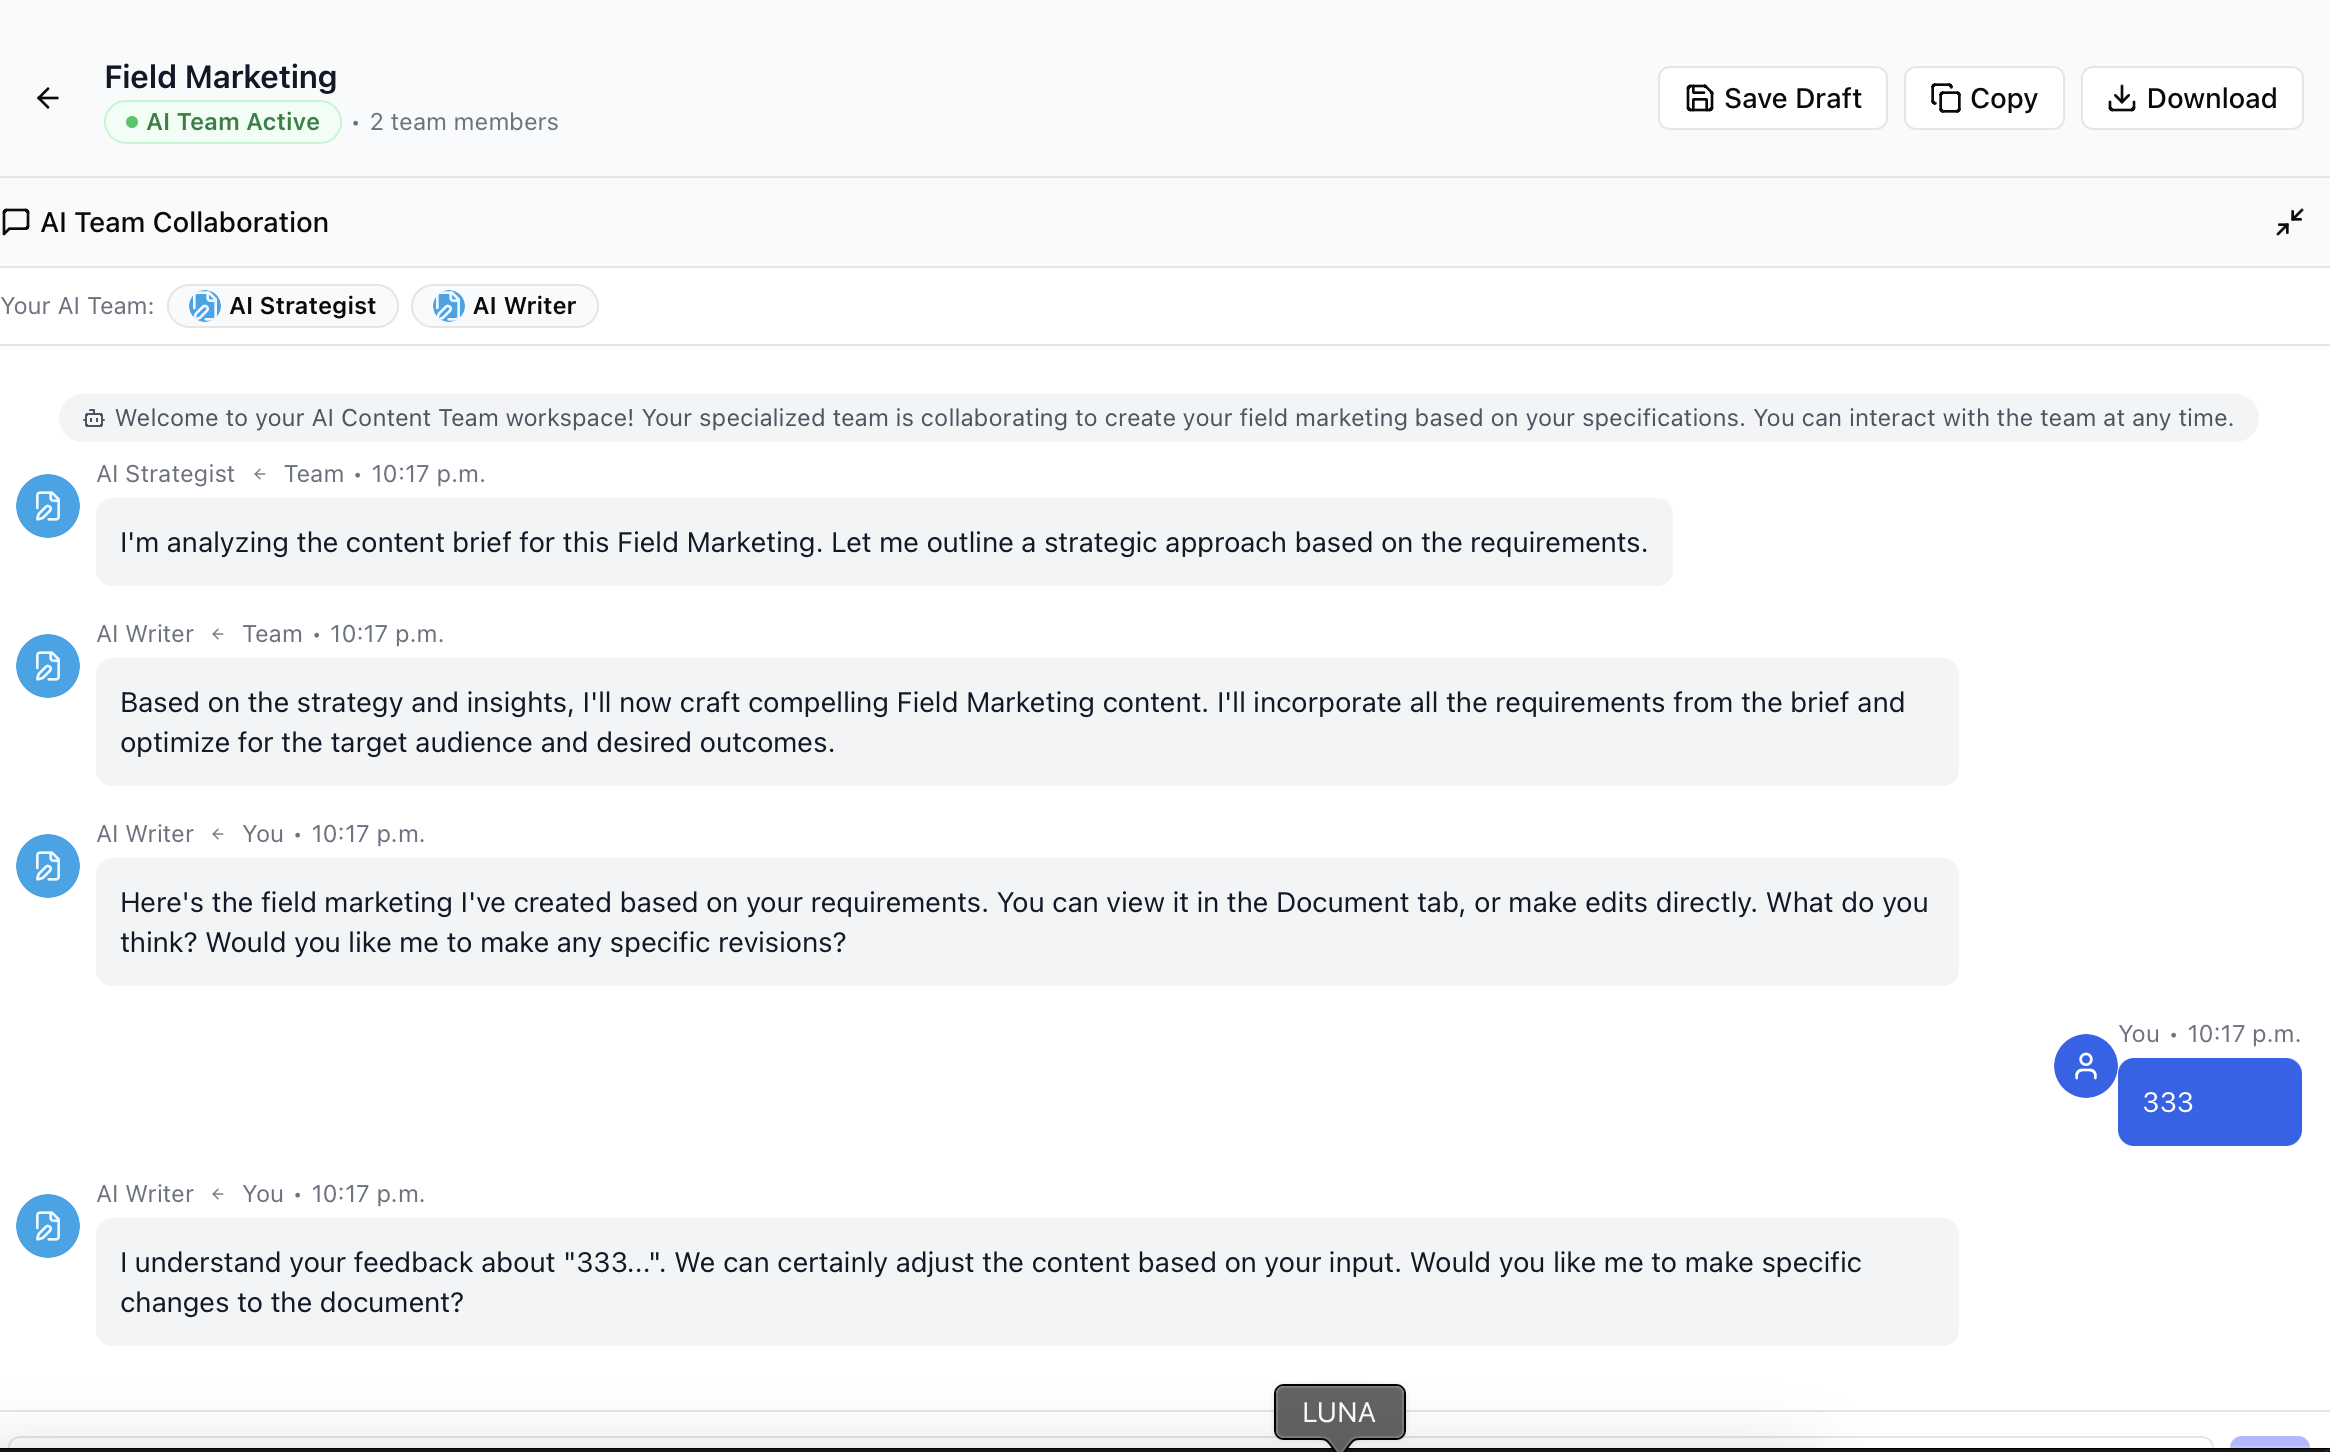 Field Marketing
AI Team Active • 2 team members
Save Draft
Copy
Download
AI Team Collaboration
Your AI Team: AI Strategist AI Writer
Welcome to your AI Content Team workspace! Your specialized team is collaborating to create your field marketing based on your specifications. You can interact with the team at any time.
AI Strategist ← Team • 10:17 p.m.
I'm analyzing the content brief for this Field Marketing. Let me outline a strategic approach based on the requirements.
AI Writer ← Team • 10:17 p.m.
Based on the strategy and insights, I'll now craft compelling Field Marketing content. I'll incorporate all the requirements from the brief and
optimize for the target audience and desired outcomes.
AI Writer ← You • 10:17 p.m.
Here's the field marketing I've created based on your requirements. You can view it in the Document tab, or make edits directly. What do you
think? Would you like me to make any specific revisions?
You • 10:17 p.m.
333
AI Writer ← You • 10:17 p.m.
I understand your feedback about "333...". We can certainly adjust the content based on your input. Would you like me to make specific
changes to the document?
LUNA